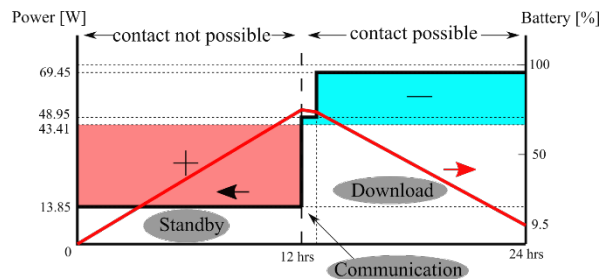 Power [W]
Battery [%]
contact not possible
contact possible
100
69.45
48.95
43.41
50
13.85
9.5
+
−
Download
Standby
0
12 hrs
24 hrs
Communication